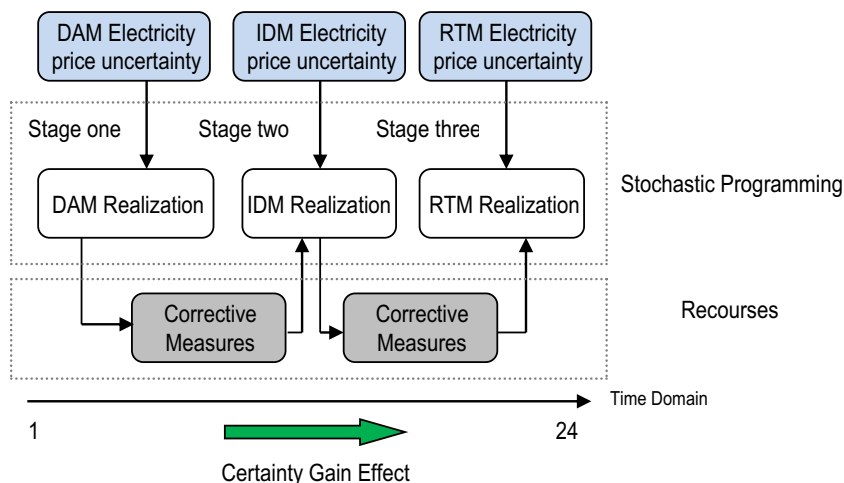 DAM Electricity
price uncertainty
IDM Electricity
price uncertainty
RTM Electricity
price uncertainty
Stage one
Stage two
Stage three
DAM Realization
IDM Realization
RTM Realization
Stochastic Programming
Corrective
Measures
Corrective
Measures
Recourses
Time Domain
1
24
Certainty Gain Effect